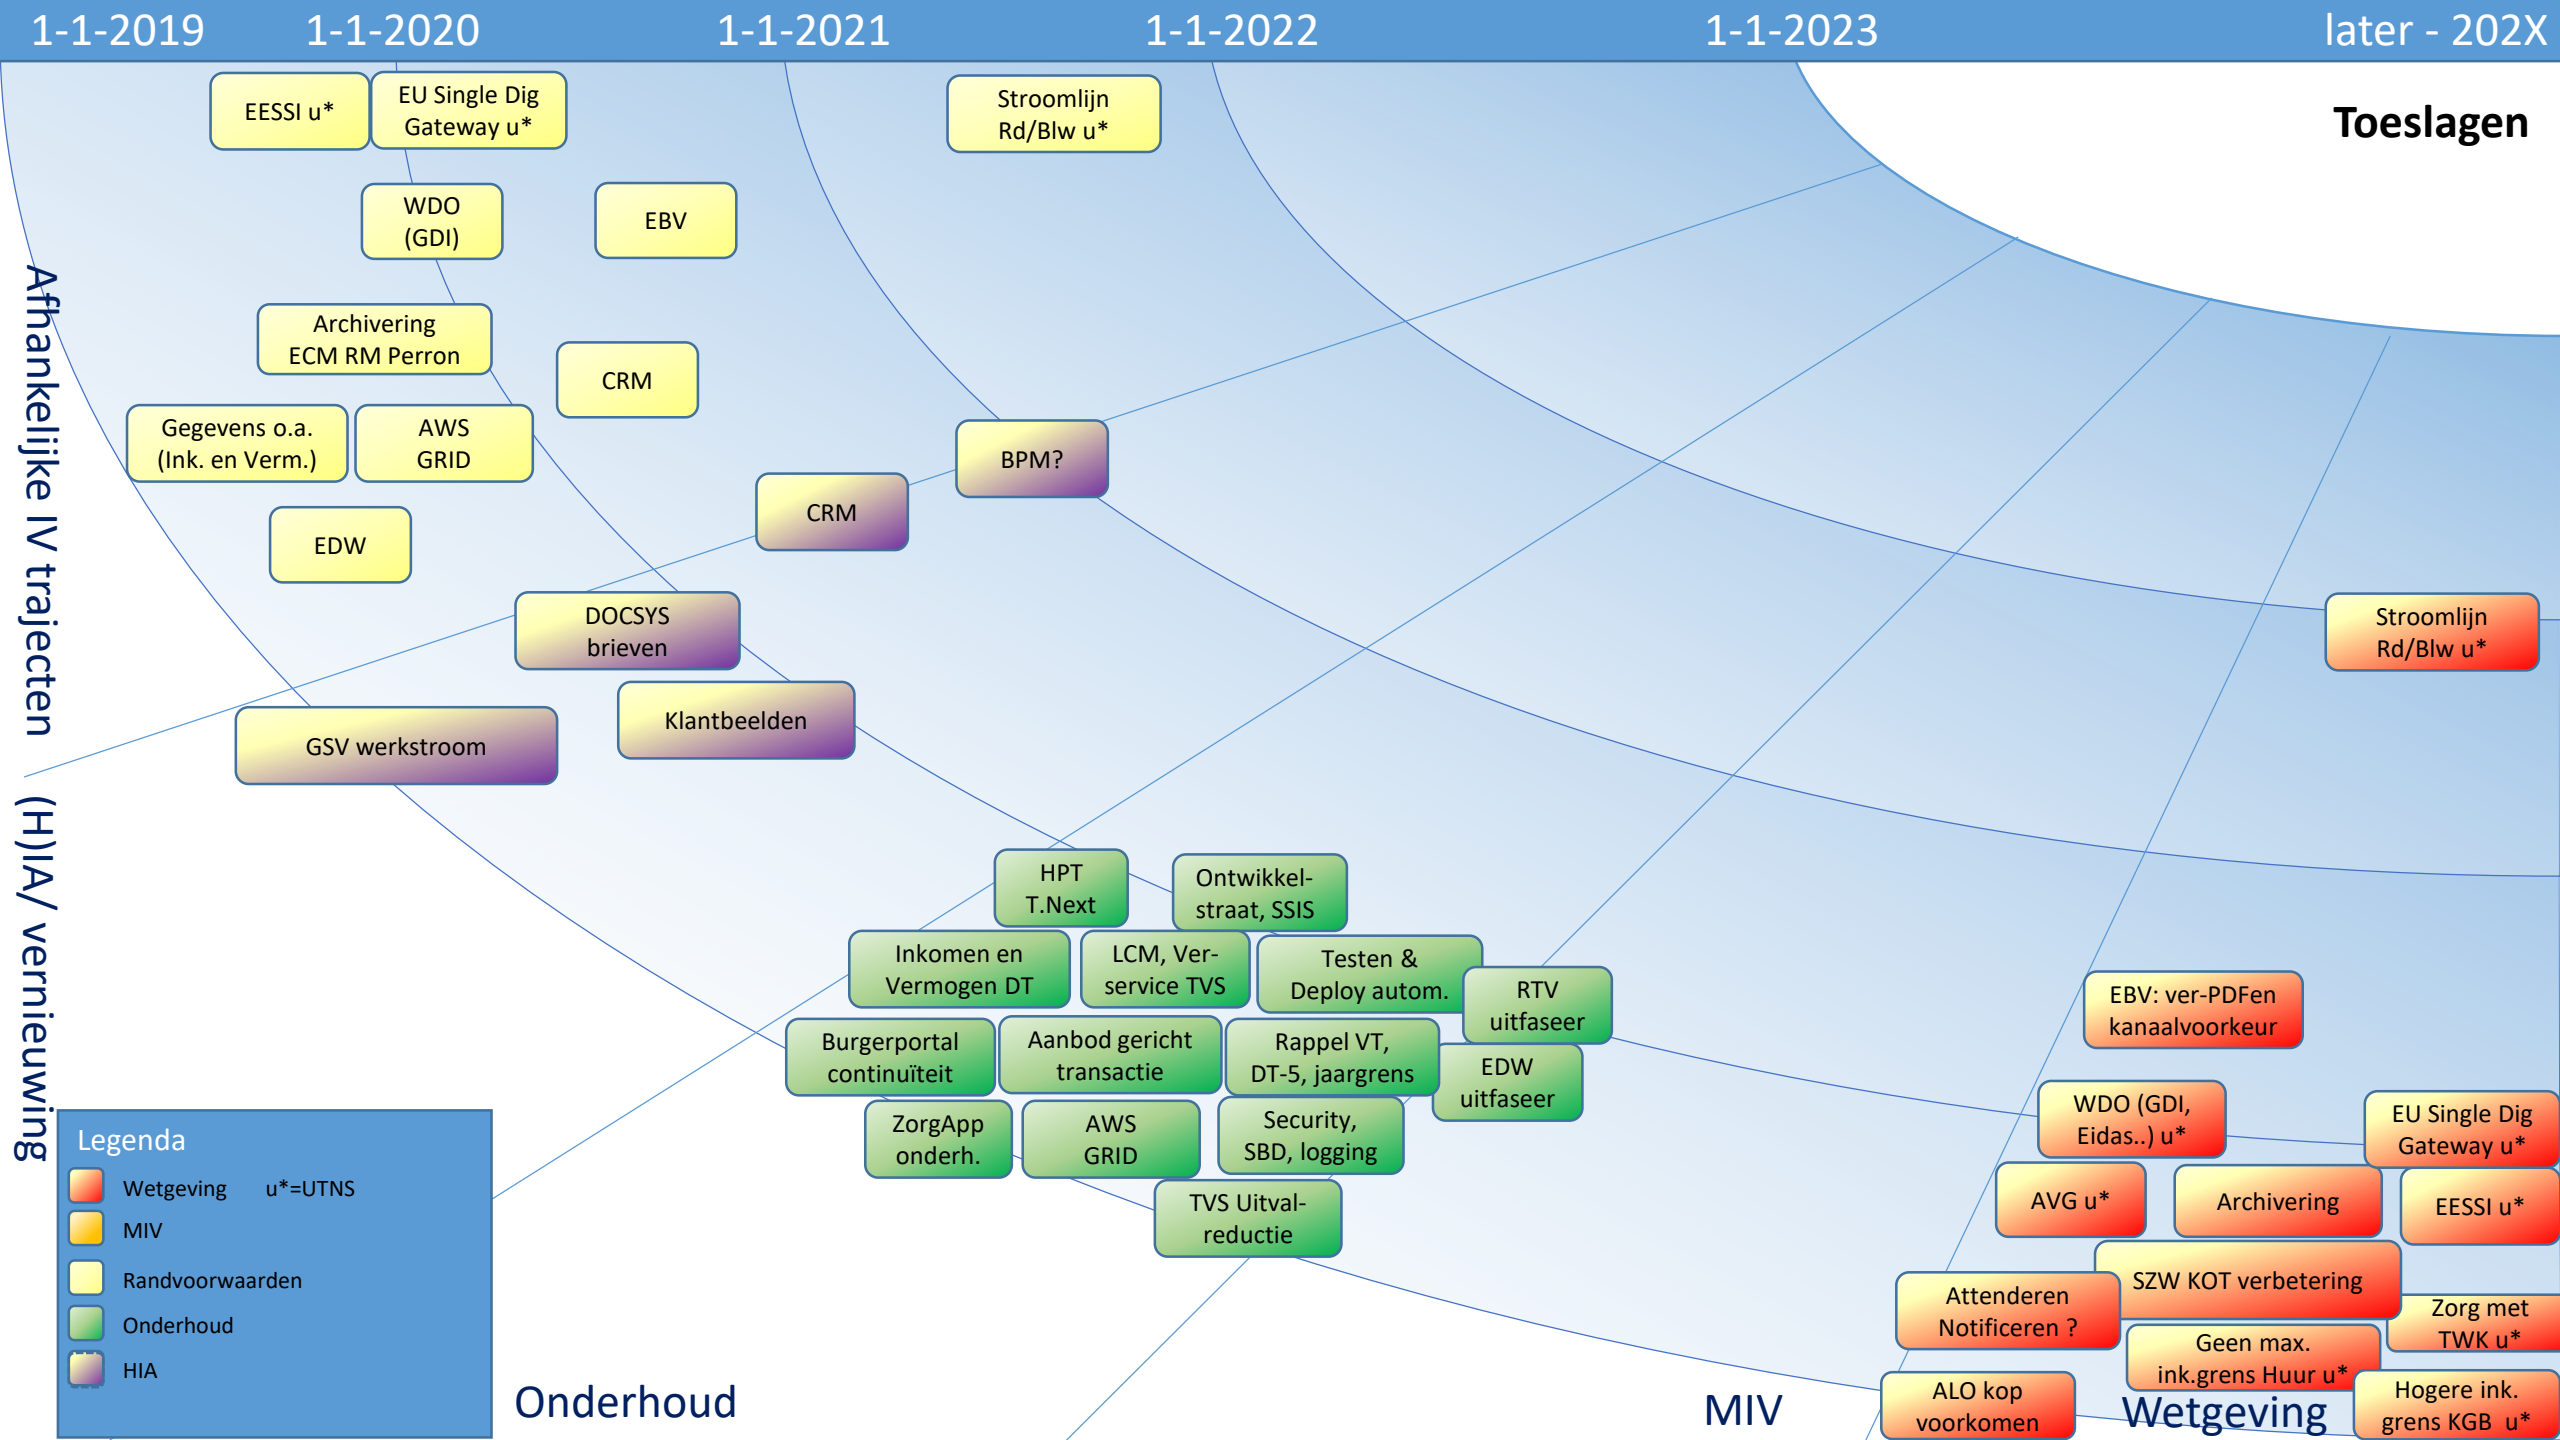 1-1-2019
1-1-2020
1-1-2021
1-1-2022
1-1-2023
later - 202X
Toeslagen
EESSI u*
EU Single Dig
Gateway u*
Stroomlijn
Rd/Blw u*
WDO
(GDI)
EBV
Archivering
ECM RM Perron
CRM
Gegevens o.a.
(Ink. en Verm.)
AWS
GRID
EDW
Afhankelijke IV trajecten
BPM?
CRM
DOCSYS
brieven
Klantbeelden
GSV werkstroom
(H)IA/ vernieuwing
Stroomlijn
Rd/Blw u*
HPT
T.Next
Ontwikkel-
straat, SSIS
Inkomen en
Vermogen DT
LCM, Ver-
service TVS
Testen &
Deploy autom.
RTV
uitfaseer
Burgerportal
continuïteit
Aanbod gericht
transactie
Rappel VT,
DT-5, jaargrens
EDW
uitfaseer
ZorgApp
onderh.
AWS
GRID
Security,
SBD, logging
TVS Uitval-
reductie
EBV: ver-PDFen
kanaalvoorkeur
WDO (GDI,
Eidas..) u*
EU Single Dig
Gateway u*
AVG u*
Archivering
EESSI u*
SZW KOT verbetering
Attenderen
Notificeren ?
Zorg met
TWK u*
Geen max.
ink.grens Huur u*
ALO kop
voorkomen
Hogere ink.
grens KGB u*
Legenda
Wetgeving u*=UTNS
MIV
Randvoorwaarden
Onderhoud
HIA
Onderhoud
MIV
Wetgeving